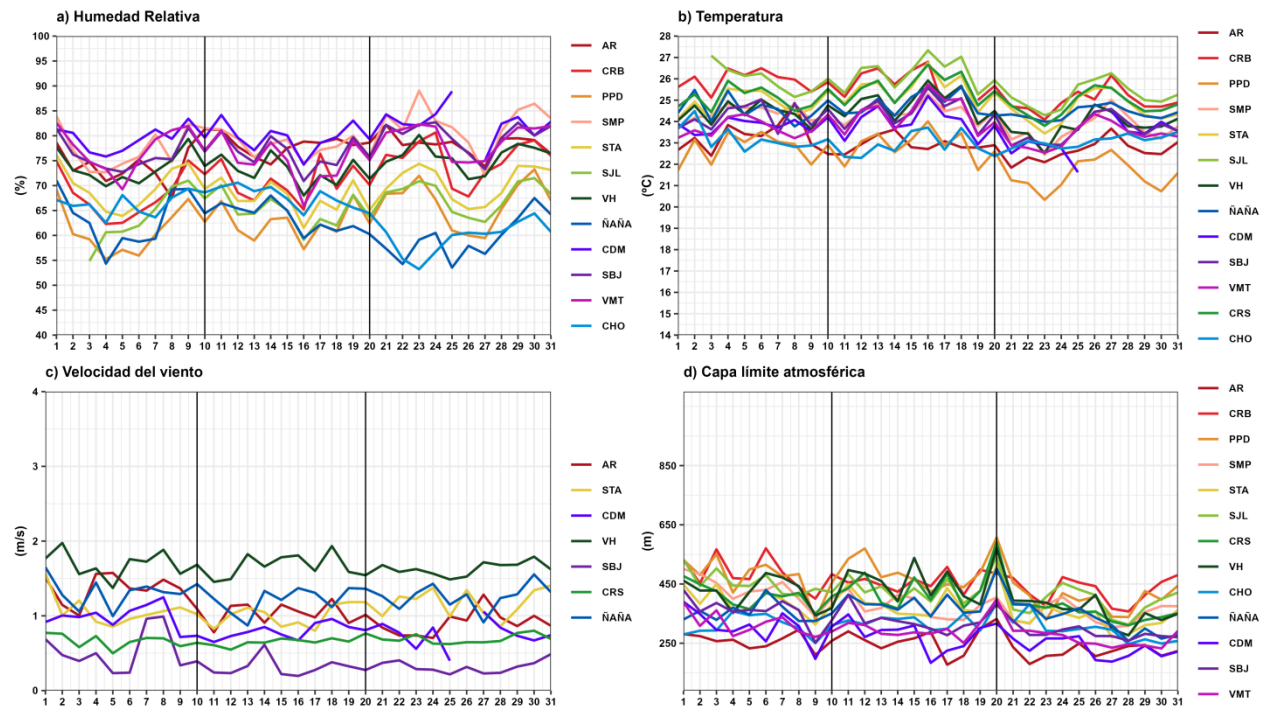 a) Humedad Relativa
(%)
100
95
90
85
80
75
70
65
60
55
50
45
40
1 2 3 4 5 6 7 8 9 10 11 12 13 14 15 16 17 18 19 20 21 22 23 24 25 26 27 28 29 30 31
AR
CRB
PPD
SMP
STA
SJL
VH
ÑAÑA
CDM
SBJ
VMT
CHO
b) Temperatura
(ºC)
28
27
26
25
24
23
22
21
20
19
18
17
16
15
14
1 2 3 4 5 6 7 8 9 10 11 12 13 14 15 16 17 18 19 20 21 22 23 24 25 26 27 28 29 30 31
AR
CRB
PPD
SMP
STA
SJL
VH
ÑAÑA
CDM
SBJ
VMT
CRS
CHO
c) Velocidad del viento
(m/s)
4
3
2
1
0
1 2 3 4 5 6 7 8 9 10 11 12 13 14 15 16 17 18 19 20 21 22 23 24 25 26 27 28 29 30 31
AR
STA
CDM
VH
SBJ
CRS
ÑAÑA
d) Capa límite atmosférica
(m)
850
650
450
250
1 2 3 4 5 6 7 8 9 10 11 12 13 14 15 16 17 18 19 20 21 22 23 24 25 26 27 28 29 30 31
AR
CRB
PPD
SMP
STA
SJL
CRS
VH
CHO
ÑAÑA
CDM
SBJ
VMT